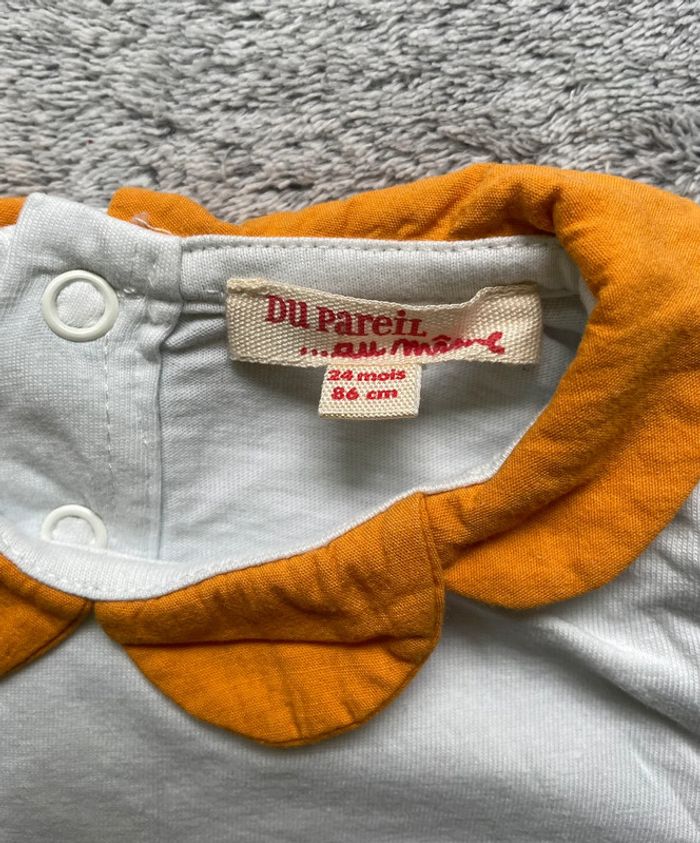 DU PAREIL
...au même
24 mois
86 cm